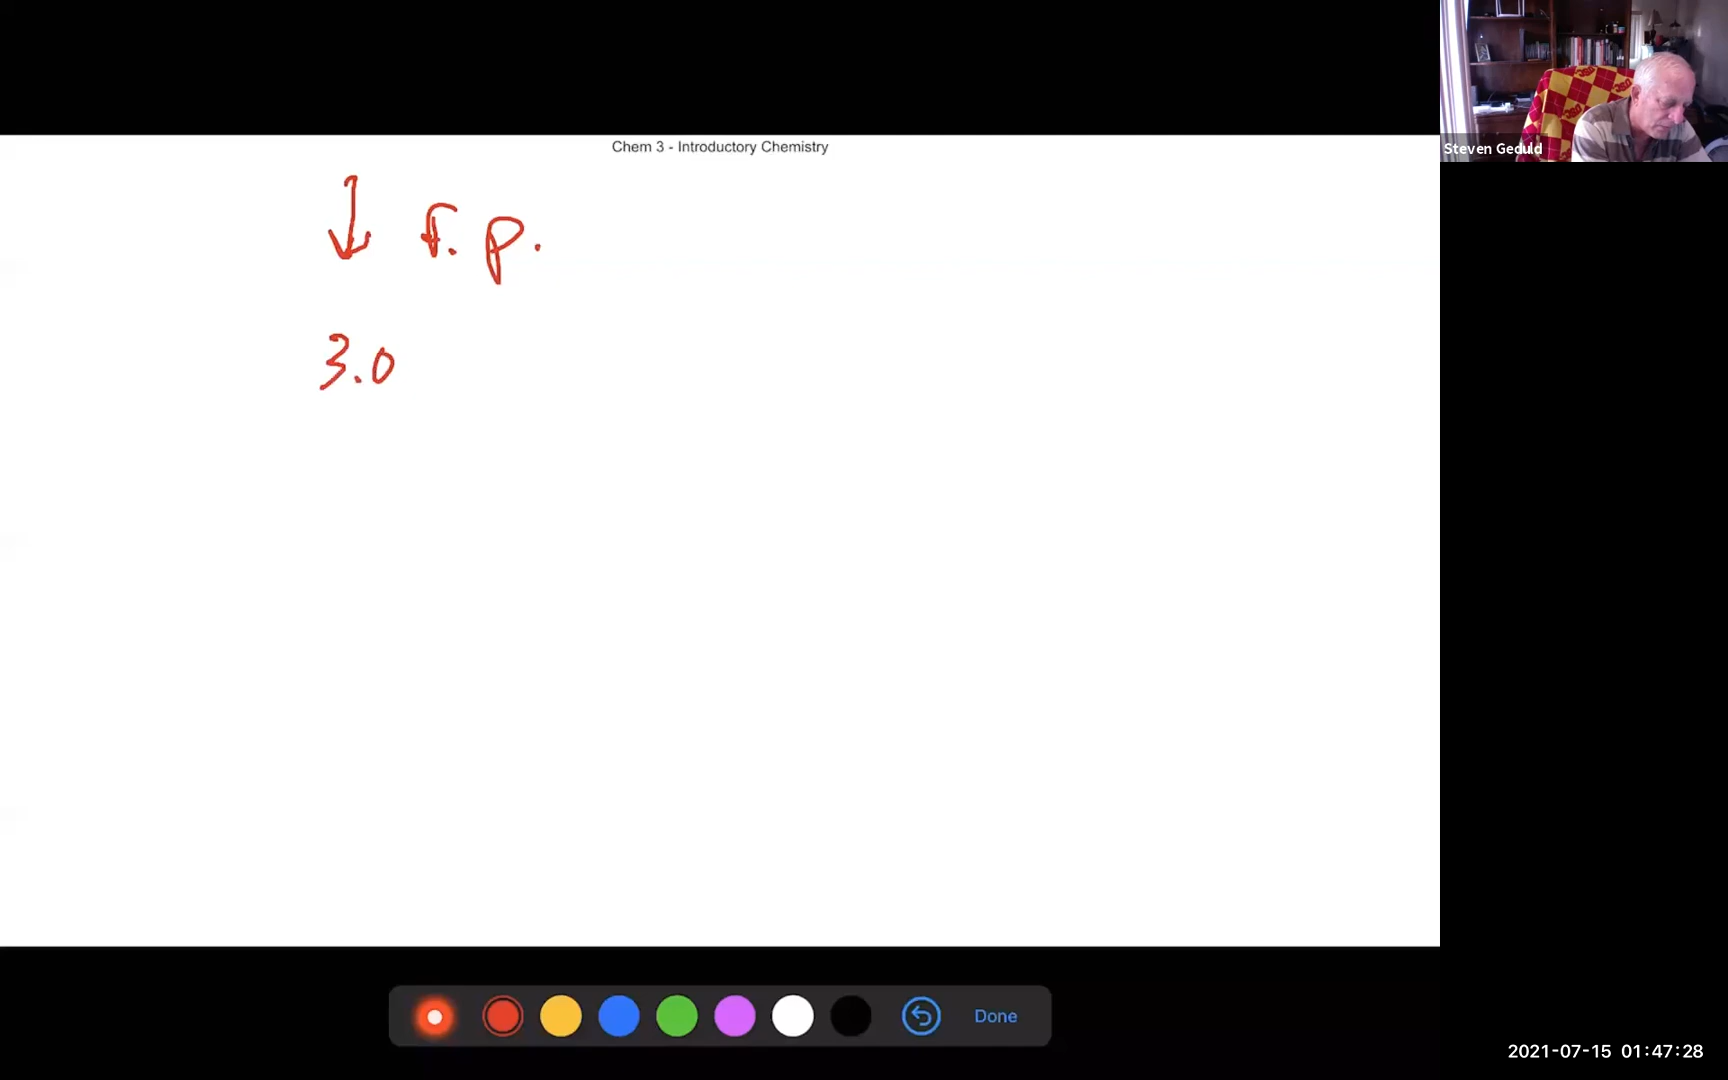 Chem 3 - Introductory Chemistry
↓ f. p.
3.0
Steven Geduld
Done
2021-07-15 01:47:28